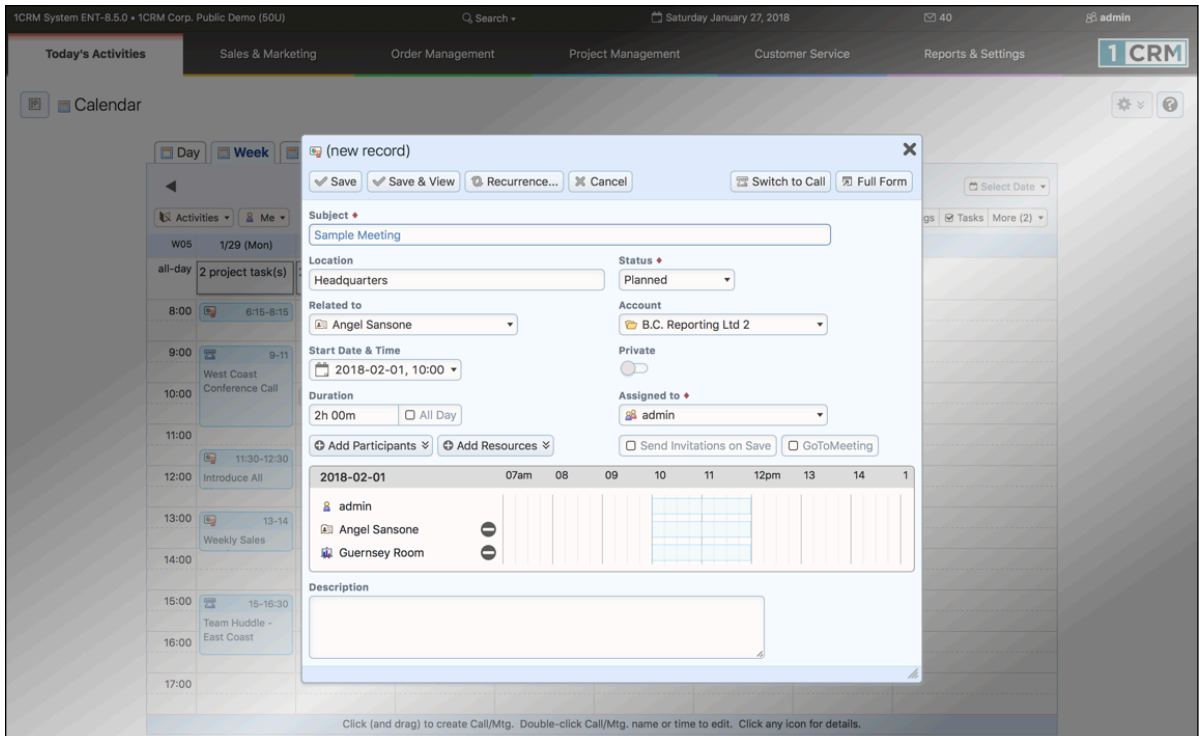 1CRM System ENT-8.5.0 • 1CRM Corp. Public Demo (50U) Search Saturday January 27, 2018 40 admin
Today's Activities Sales & Marketing Order Management Project Management Customer Service Reports & Settings 1 CRM
Calendar
Day Week
(new record)
Save Save & View Recurrence... Cancel Switch to Call Full Form
Select Date
Activities Me
gs Tasks More (2)
Subject
Sample Meeting
W05 1/29 (Mon)
Location Status
all-day 2 project task(s)
Headquarters Planned
Related to Account
8:00 6:15-8:15
Angel Sansone B.C. Reporting Ltd 2
Start Date & Time Private
9:00 9-11
West Coast
Conference Call
2018-02-01, 10:00
10:00
Duration Assigned to
2h 00m All Day admin
11:00
Add Participants Add Resources Send Invitations on Save GoToMeeting
11:30-12:30
12:00 Introduce All
2018-02-01 07am 08 09 10 11 12pm 13 14 1
admin
13:00 13-14
Weekly Sales
Angel Sansone
Guernsey Room
14:00
Description
15:00 15-16:30
Team Huddle -
East Coast
16:00
17:00
Click (and drag) to create Call/Mtg. Double-click Call/Mtg. name or time to edit. Click any icon for details.